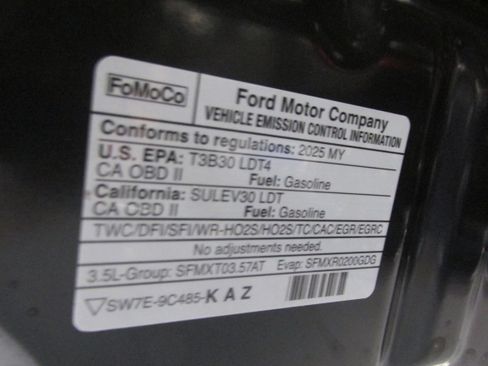 FoMoCo
Ford Motor Company
VEHICLE EMISSION CONTROL INFORMATION
Conforms to regulations: 2025 MY
U.S. EPA: T3B30 LDT4
CA OBD II Fuel: Gasoline
California: SULEV30 LDT
CA OBD II Fuel: Gasoline
TWC/DFI/SFI/WR-HO2S/HO2S/TC/CAC/EGR/EGRC
No adjustments needed.
3.5L-Group: SFMXT03.57AT Evap: SFMXR0200GDG
SW7E-9C485-KAZ